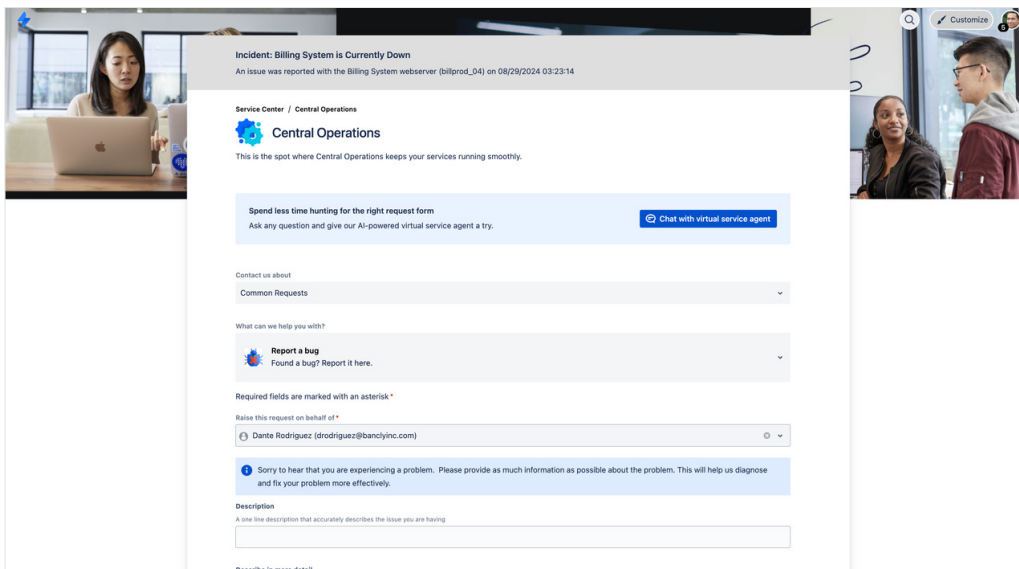 Customize
5
Incident: Billing System is Currently Down
An issue was reported with the Billing System webserver (billprod_04) on 08/29/2024 03:23:14
Service Center / Central Operations
Central Operations
This is the spot where Central Operations keeps your services running smoothly.
Spend less time hunting for the right request form
Ask any question and give our AI-powered virtual service agent a try.
Chat with virtual service agent
Contact us about
Common Requests
What can we help you with?
Report a bug
Found a bug? Report it here.
Required fields are marked with an asterisk *
Raise this request on behalf of *
Dante Rodriguez (drodriguez@banclyinc.com)
Sorry to hear that you are experiencing a problem. Please provide as much information as possible about the problem. This will help us diagnose
and fix your problem more effectively.
Description
A one line description that accurately describes the issue you are having